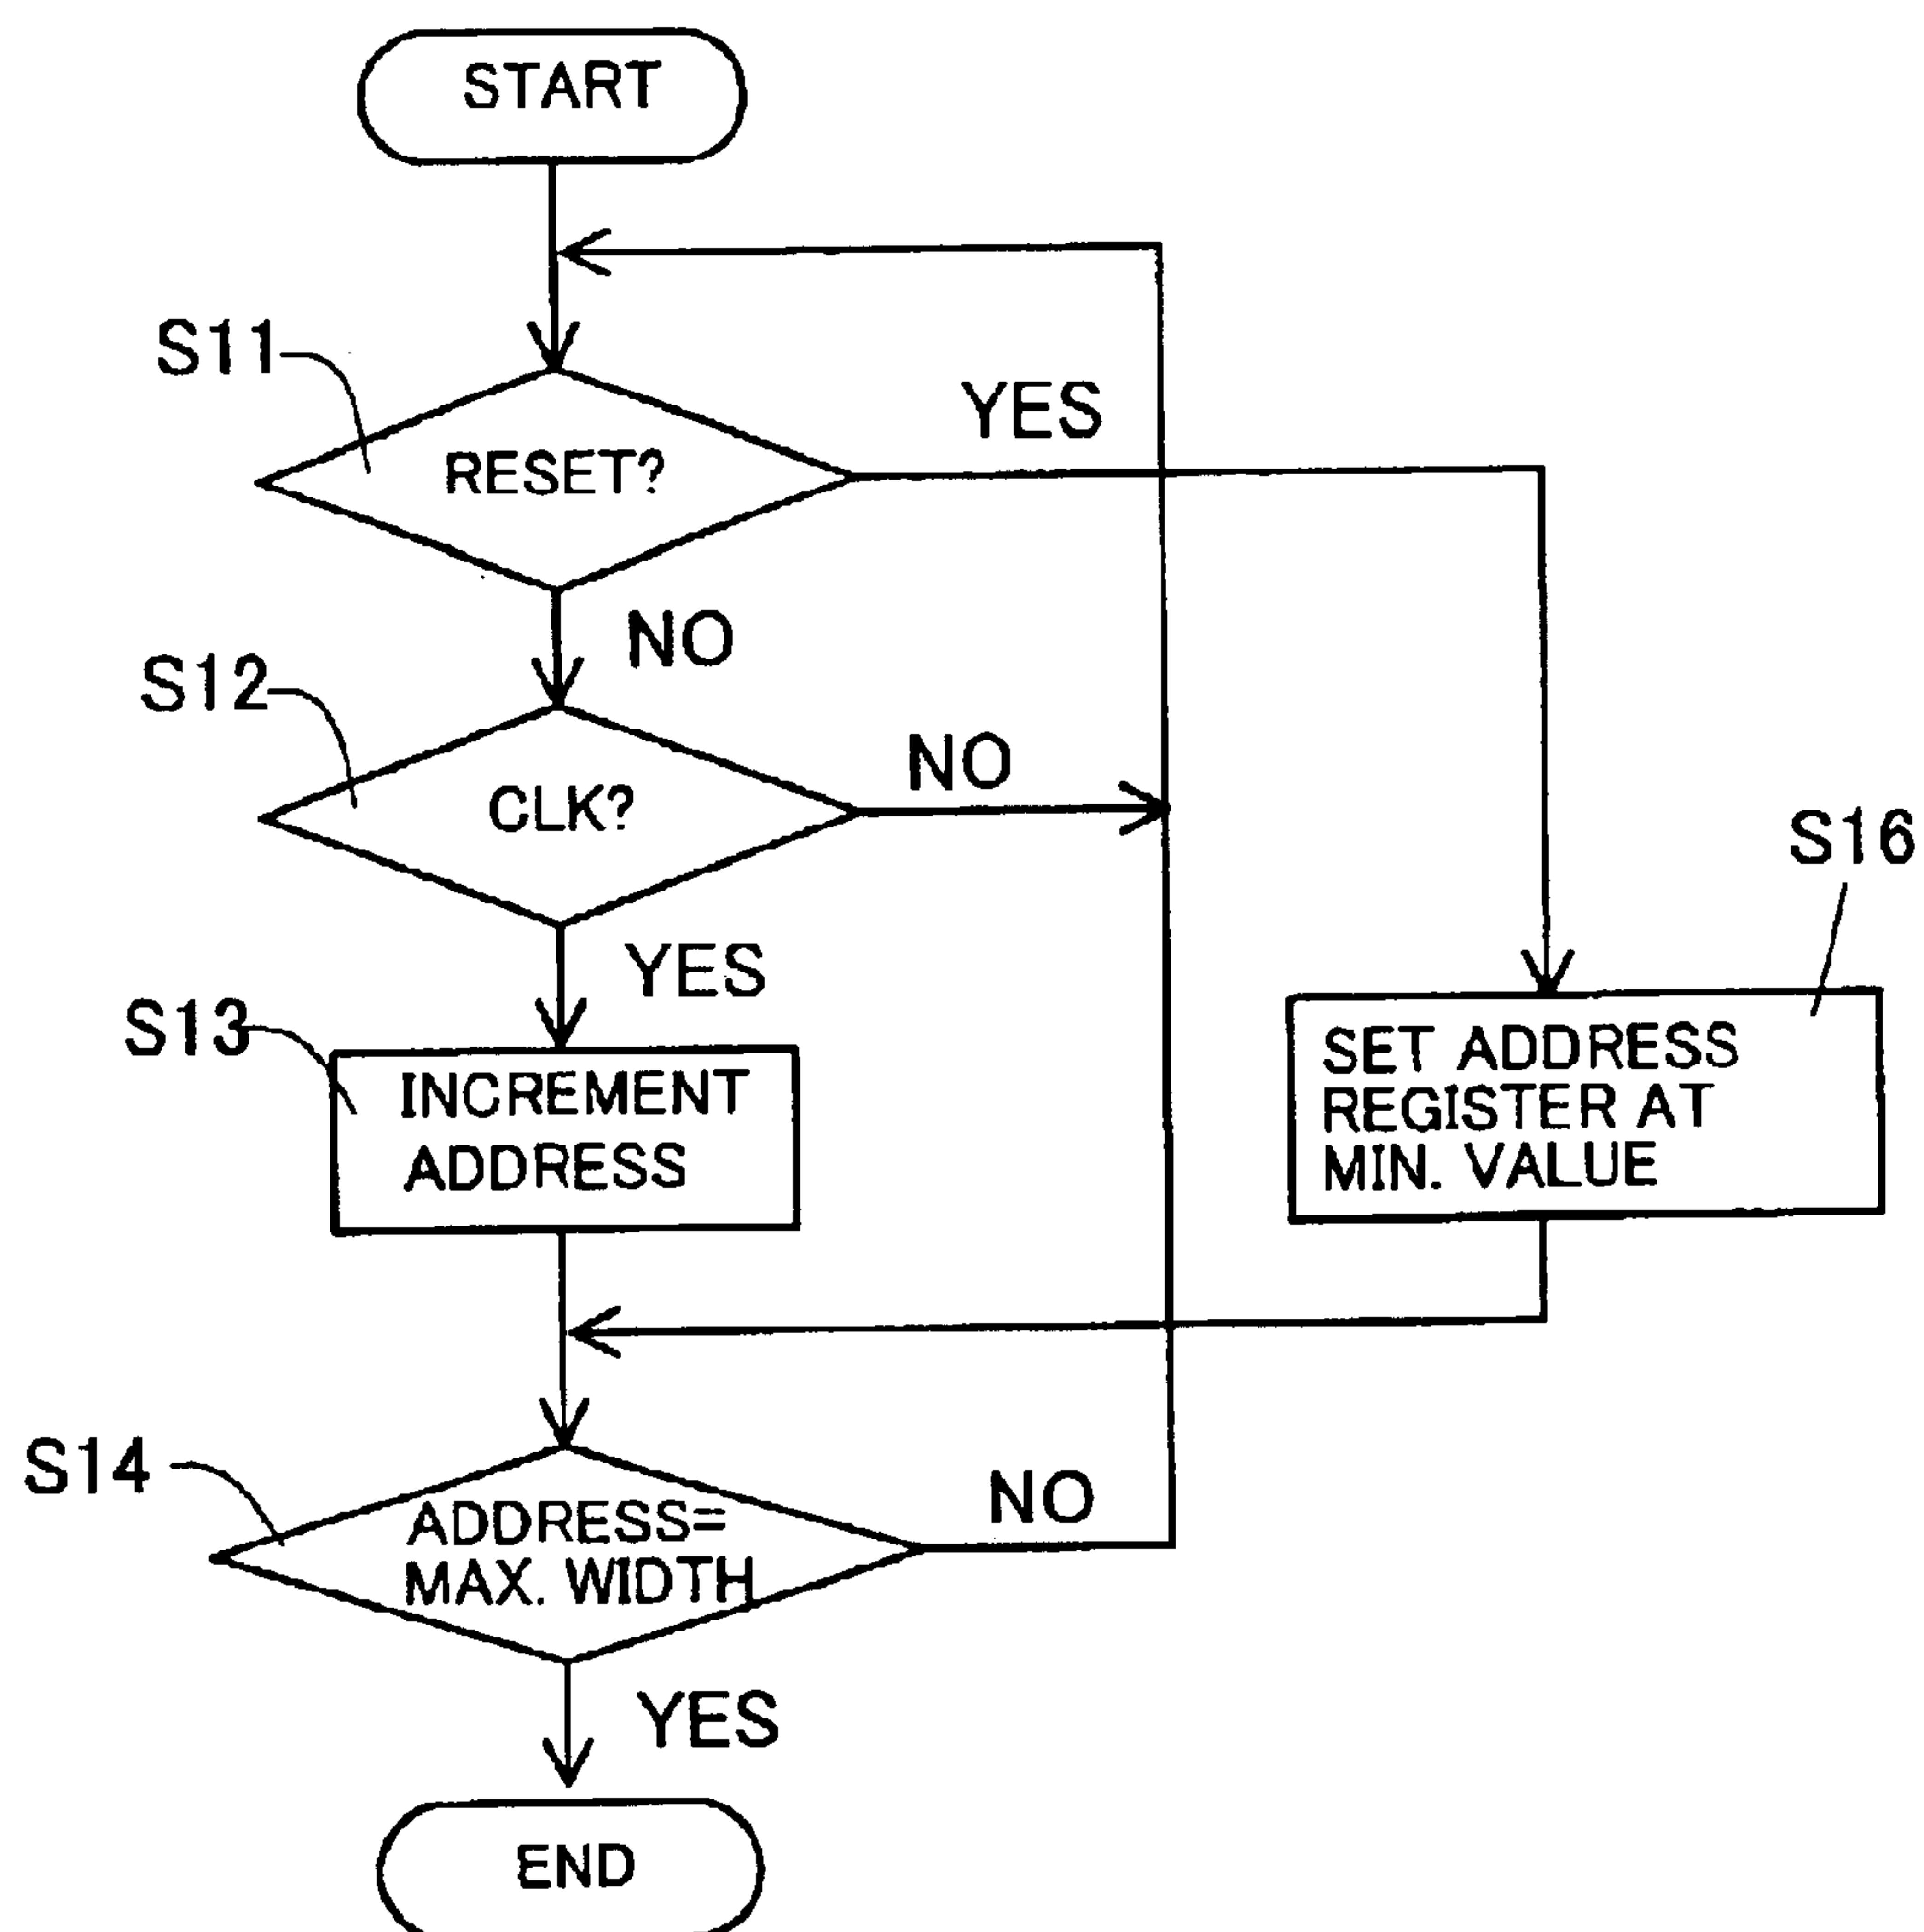 START
S11
YES
RESET?
NO
S12
NO
CLK?
S16
YES
S13
SET ADDRESS
REGISTER AT
MIN. VALUE
INCREMENT
ADDRESS
S14
NO
ADDRESS=
MAX. WIDTH
YES
END